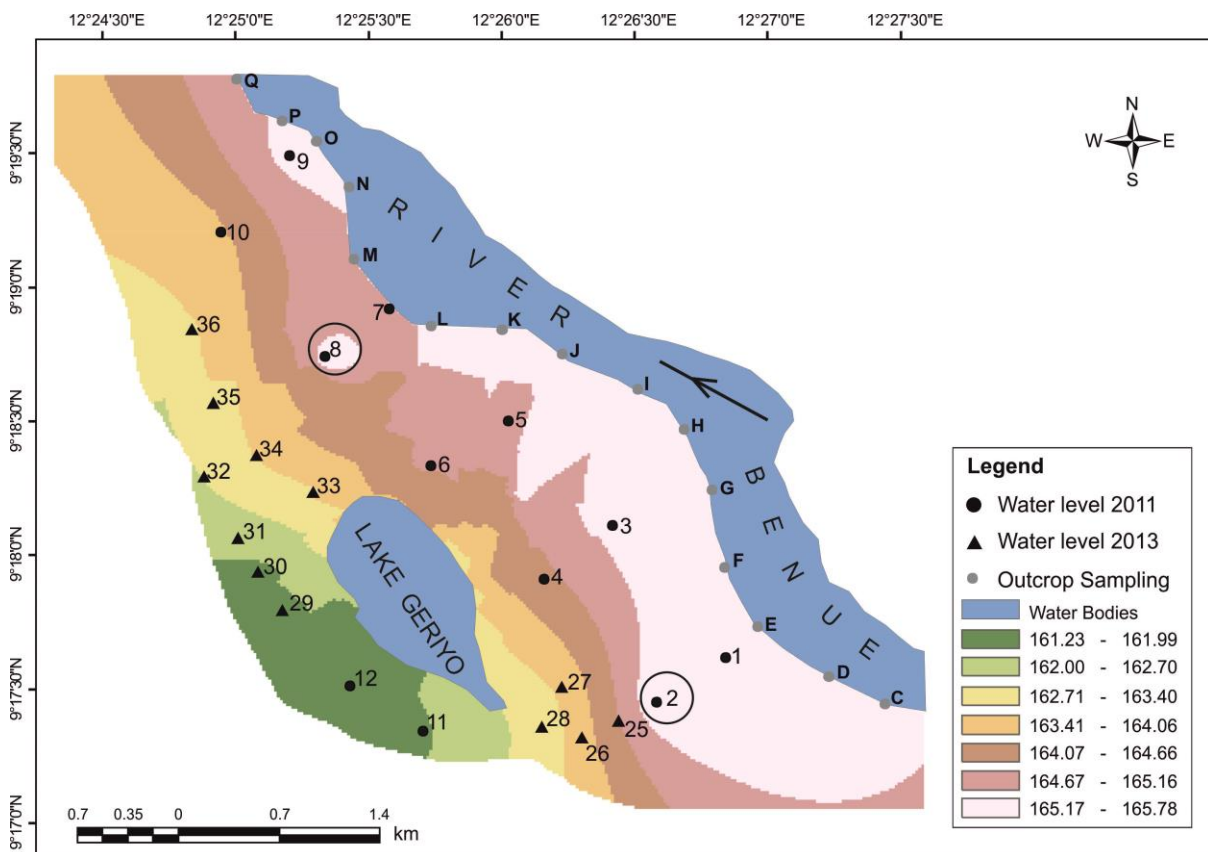 12°24'30"E 12°25'0"E 12°25'30"E 12°26'0"E 12°26'30"E 12°27'0"E 12°27'30"E
9°19'30"N
9°19'0"N
9°18'30"N
9°18'0"N
9°17'30"N
9°17'0"N
N
W E
S
Q
P
O
N
M
L
K
J
I
H
G
F
E
D
C
RIVER
BENUE
LAKE GERIYO
9
10
7
8
36
5
35
6
34
32
33
3
31
30
4
29
1
27
12
2
28
25
11
26
Legend
Water level 2011
Water level 2013
Outcrop Sampling
Water Bodies
161.23 - 161.99
162.00 - 162.70
162.71 - 163.40
163.41 - 164.06
164.07 - 164.66
164.67 - 165.16
165.17 - 165.78
0.7 0.35 0 0.7 1.4
km